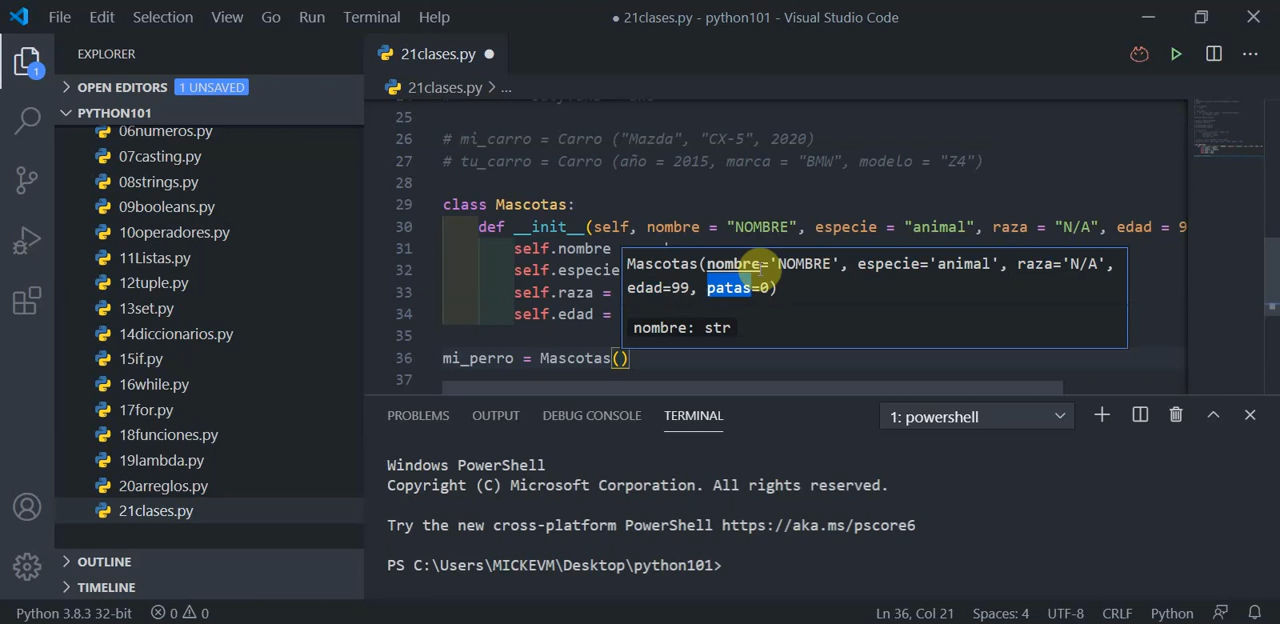 File Edit Selection View Go Run Terminal Help ● 21clases.py - python101 - Visual Studio Code
EXPLORER
OPEN EDITORS 1 UNSAVED
PYTHON101
06numeros.py
07casting.py
08strings.py
09booleans.py
10operadores.py
11Listas.py
12tuple.py
13set.py
14diccionarios.py
15if.py
16while.py
17for.py
18funciones.py
19lambda.py
20arreglos.py
21clases.py
OUTLINE
TIMELINE
1
21clases.py ●
21clases.py > ...
25
26 # mi_carro = Carro ("Mazda", "CX-5", 2020)
27 # tu_carro = Carro (año = 2015, marca = "BMW", modelo = "Z4")
28
29 class Mascotas:
30 def __init__(self, nombre = "NOMBRE", especie = "animal", raza = "N/A", edad = 9
31 self.nombre
32 self.especie
33 self.raza =
34 self.edad =
35
36 mi_perro = Mascotas()
37
Mascotas(nombre='NOMBRE', especie='animal', raza='N/A',
edad=99, patas=0)
nombre: str
PROBLEMS OUTPUT DEBUG CONSOLE TERMINAL 1: powershell
Windows PowerShell
Copyright (C) Microsoft Corporation. All rights reserved.
Try the new cross-platform PowerShell https://aka.ms/pscore6
PS C:\Users\MICKEVM\Desktop\python101>
Python 3.8.3 32-bit 0 0 Ln 36, Col 21 Spaces: 4 UTF-8 CRLF Python